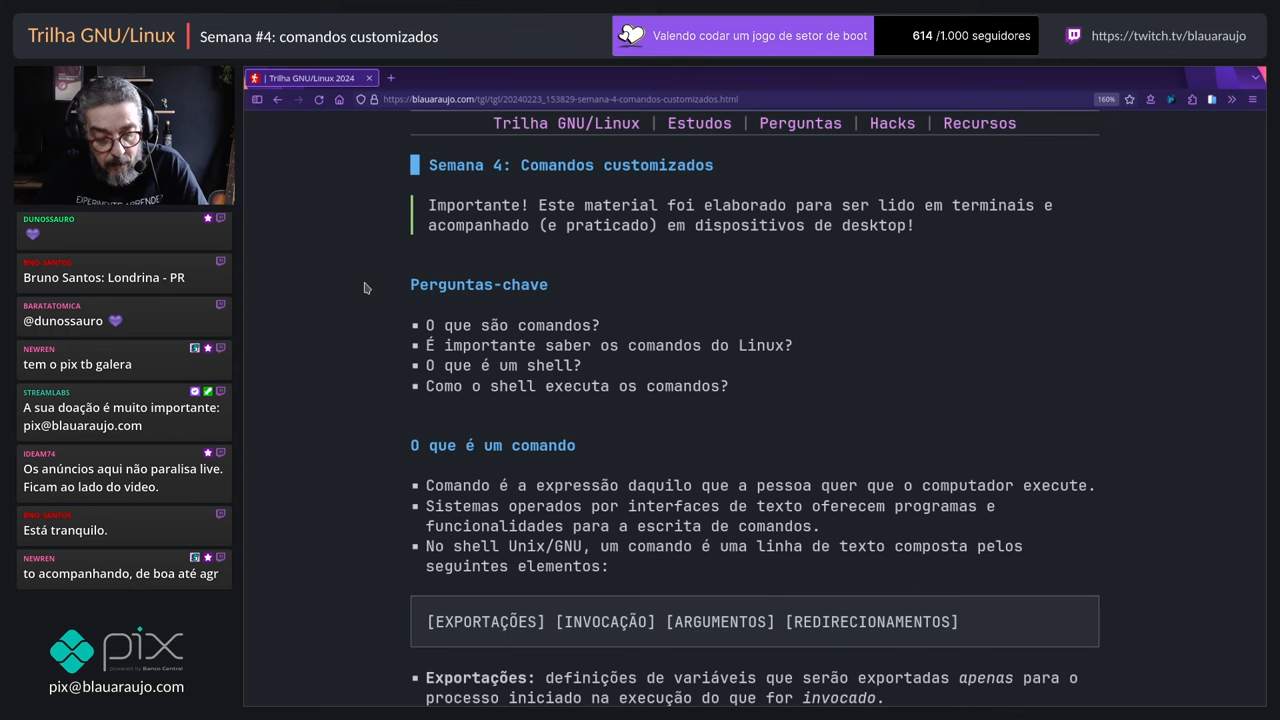 Trilha GNU/Linux
Semana #4: comandos customizados
Valendo codar um jogo de setor de boot
614 /1.000 seguidores
https://twitch.tv/blauaraujo
EXPERIMENTE APRENDER
DUNOSSAURO
BNO_SANTOS
Bruno Santos: Londrina - PR
BARATATOMICA
@dunossauro
NEWREN
tem o pix tb galera
STREAMLABS
A sua doação é muito importante:
pix@blauaraujo.com
IDEAM74
Os anúncios aqui não paralisa live.
Ficam ao lado do video.
BNO_SANTOS
Está tranquilo.
NEWREN
to acompanhando, de boa até agr
pix
powered by Banco Central
pix@blauaraujo.com
| Trilha GNU/Linux 2024
https://blauaraujo.com/tgl/tgl/20240223_153829-semana-4-comandos-customizados.html
160%
Trilha GNU/Linux | Estudos | Perguntas | Hacks | Recursos
Semana 4: Comandos customizados
Importante! Este material foi elaborado para ser lido em terminais e
acompanhado (e praticado) em dispositivos de desktop!
Perguntas-chave
▪ O que são comandos?
▪ É importante saber os comandos do Linux?
▪ O que é um shell?
▪ Como o shell executa os comandos?
O que é um comando
▪ Comando é a expressão daquilo que a pessoa quer que o computador execute.
▪ Sistemas operados por interfaces de texto oferecem programas e
funcionalidades para a escrita de comandos.
▪ No shell Unix/GNU, um comando é uma linha de texto composta pelos
seguintes elementos:
[EXPORTAÇÕES] [INVOCAÇÃO] [ARGUMENTOS] [REDIRECIONAMENTOS]
▪ Exportações: definições de variáveis que serão exportadas apenas para o
processo iniciado na execução do que for invocado.